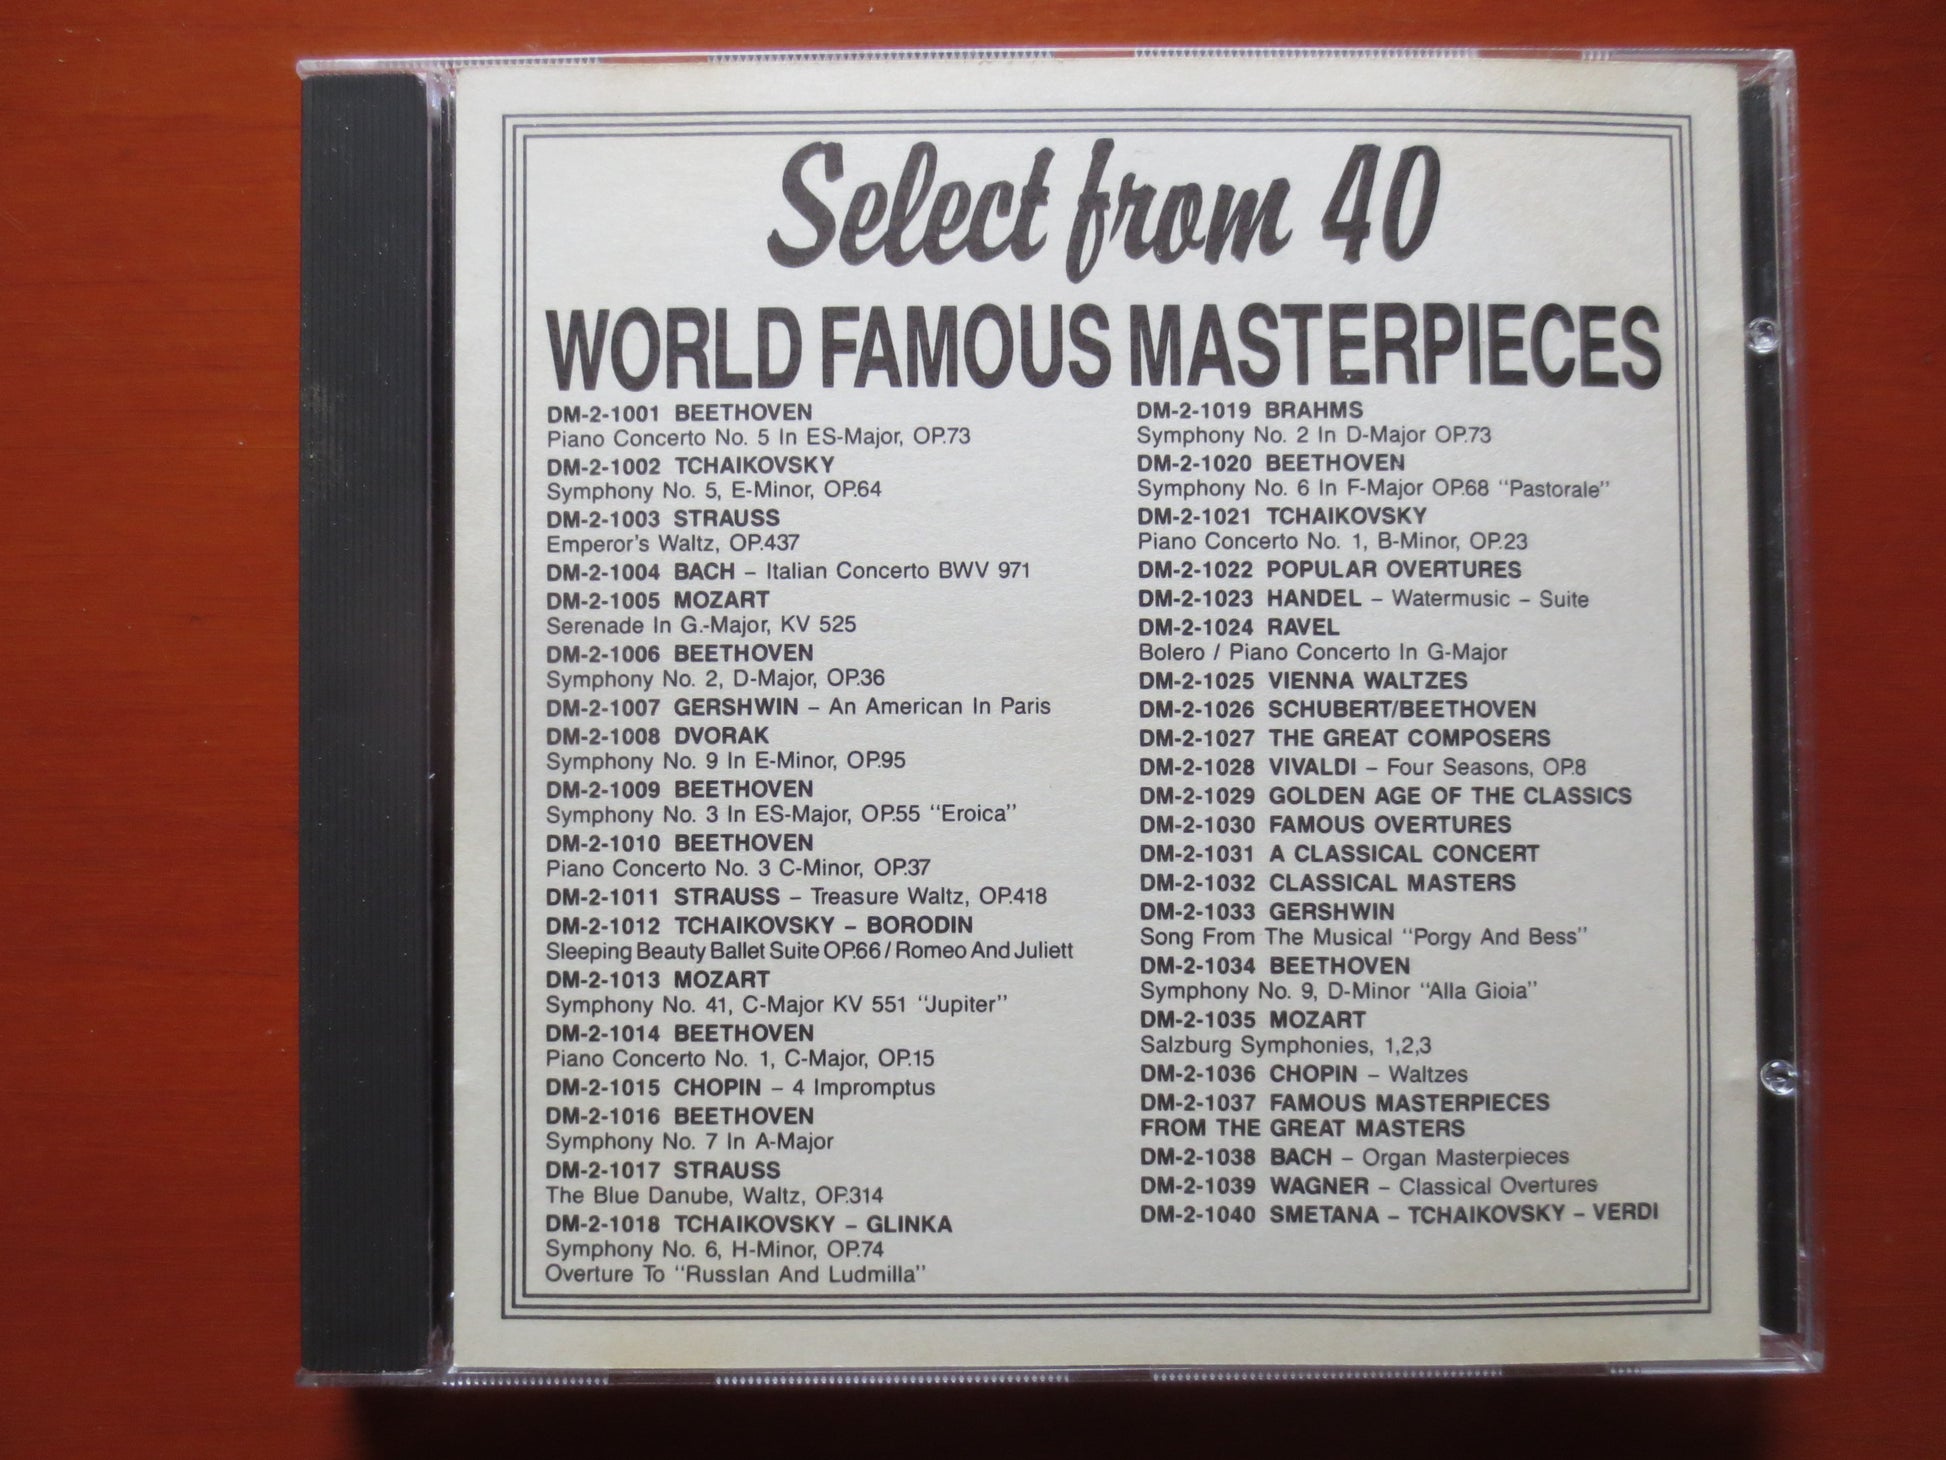 Select from 40
WORLD FAMOUS MASTERPIECES
DM-2-1001 BEETHOVEN
Piano Concerto No. 5 In ES-Major, OP.73
DM-2-1002 TCHAIKOVSKY
Symphony No. 5, E-Minor, OP.64
DM-2-1003 STRAUSS
Emperor's Waltz, OP.437
DM-2-1004 BACH – Italian Concerto BWV 971
DM-2-1005 MOZART
Serenade In G.-Major, KV 525
DM-2-1006 BEETHOVEN
Symphony No. 2, D-Major, OP.36
DM-2-1007 GERSHWIN – An American In Paris
DM-2-1008 DVORAK
Symphony No. 9 In E-Minor, OP.95
DM-2-1009 BEETHOVEN
Symphony No. 3 In ES-Major, OP.55 "Eroica"
DM-2-1010 BEETHOVEN
Piano Concerto No. 3 C-Minor, OP.37
DM-2-1011 STRAUSS – Treasure Waltz, OP.418
DM-2-1012 TCHAIKOVSKY – BORODIN
Sleeping Beauty Ballet Suite OP.66 / Romeo And Juliett
DM-2-1013 MOZART
Symphony No. 41, C-Major KV 551 "Jupiter"
DM-2-1014 BEETHOVEN
Piano Concerto No. 1, C-Major, OP.15
DM-2-1015 CHOPIN – 4 Impromptus
DM-2-1016 BEETHOVEN
Symphony No. 7 In A-Major
DM-2-1017 STRAUSS
The Blue Danube, Waltz, OP.314
DM-2-1018 TCHAIKOVSKY – GLINKA
Symphony No. 6, H-Minor, OP.74
Overture To "Russlan And Ludmilla"
DM-2-1019 BRAHMS
Symphony No. 2 In D-Major OP.73
DM-2-1020 BEETHOVEN
Symphony No. 6 In F-Major OP.68 "Pastorale"
DM-2-1021 TCHAIKOVSKY
Piano Concerto No. 1, B-Minor, OP.23
DM-2-1022 POPULAR OVERTURES
DM-2-1023 HANDEL – Watermusic – Suite
DM-2-1024 RAVEL
Bolero / Piano Concerto In G-Major
DM-2-1025 VIENNA WALTZES
DM-2-1026 SCHUBERT/BEETHOVEN
DM-2-1027 THE GREAT COMPOSERS
DM-2-1028 VIVALDI – Four Seasons, OP.8
DM-2-1029 GOLDEN AGE OF THE CLASSICS
DM-2-1030 FAMOUS OVERTURES
DM-2-1031 A CLASSICAL CONCERT
DM-2-1032 CLASSICAL MASTERS
DM-2-1033 GERSHWIN
Song From The Musical "Porgy And Bess"
DM-2-1034 BEETHOVEN
Symphony No. 9, D-Minor "Alla Gioia"
DM-2-1035 MOZART
Salzburg Symphonies, 1,2,3
DM-2-1036 CHOPIN – Waltzes
DM-2-1037 FAMOUS MASTERPIECES
FROM THE GREAT MASTERS
DM-2-1038 BACH – Organ Masterpieces
DM-2-1039 WAGNER – Classical Overtures
DM-2-1040 SMETANA – TCHAIKOVSKY – VERDI